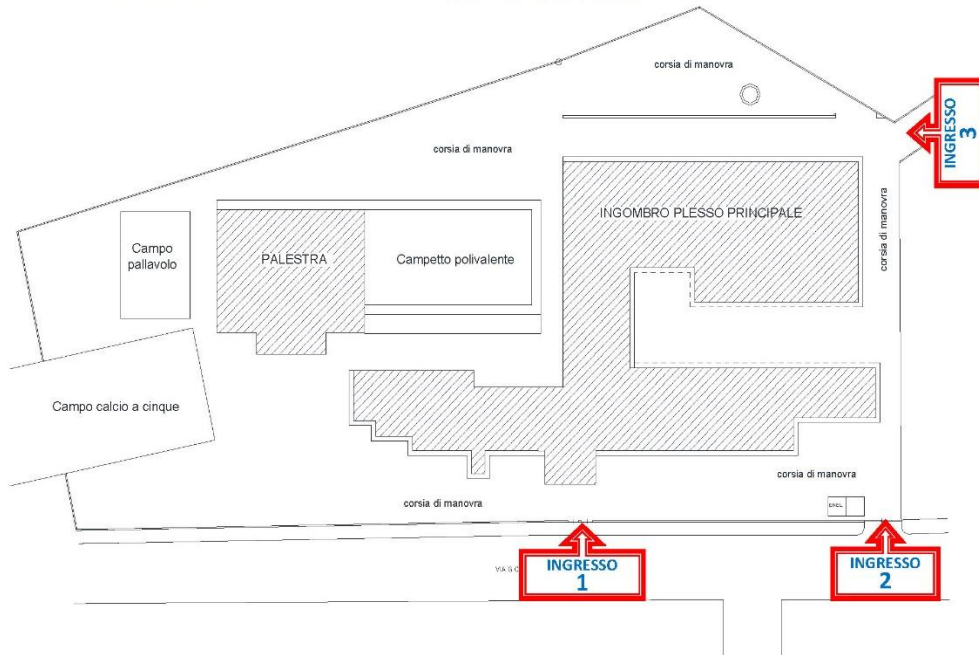 corsia di manovra
INGRESSO
3
corsia di manovra
INGOMBRO PLESSO PRINCIPALE
corsia di manovra
Campo
pallavolo
PALESTRA
Campetto polivalente
Campo calcio a cinque
corsia di manovra
corsia di manovra
ENEL
VIA
INGRESSO
1
INGRESSO
2